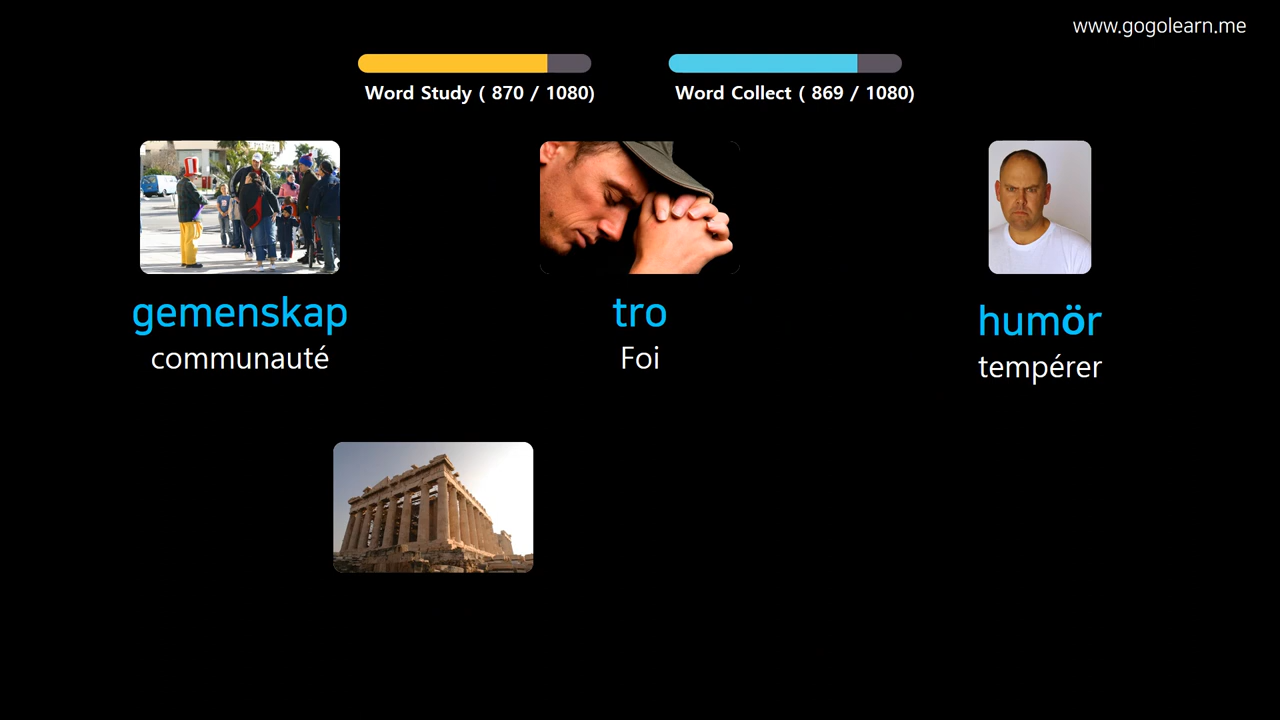 www.gogolearn.me
Word Study ( 870 / 1080)
Word Collect ( 869 / 1080)
gemenskap
communauté
tro
Foi
humör
tempérer